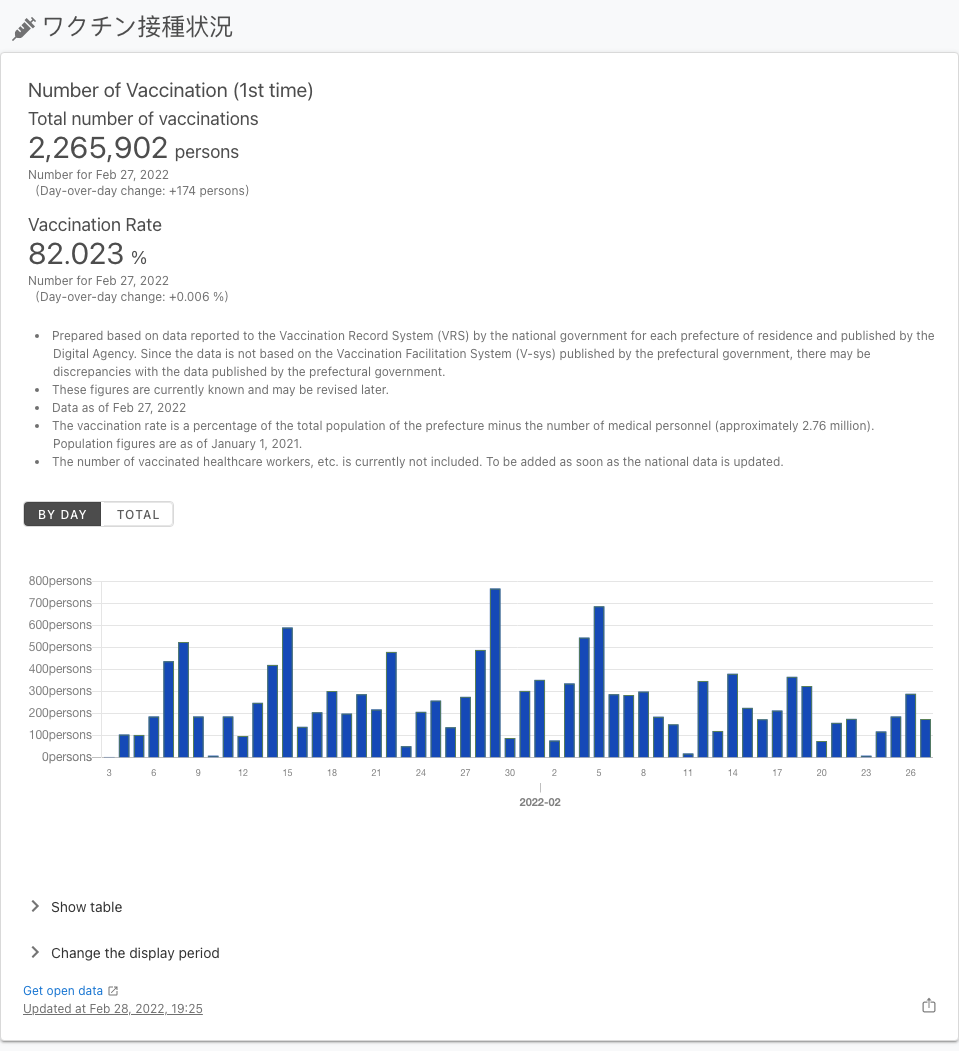 ワクチン接種状況
Number of Vaccination (1st time)
Total number of vaccinations
2,265,902 persons
Number for Feb 27, 2022
(Day-over-day change: +174 persons)
Vaccination Rate
82.023 %
Number for Feb 27, 2022
(Day-over-day change: +0.006 %)
• Prepared based on data reported to the Vaccination Record System (VRS) by the national government for each prefecture of residence and published by the
Digital Agency. Since the data is not based on the Vaccination Facilitation System (V-sys) published by the prefectural government, there may be
discrepancies with the data published by the prefectural government.
• These figures are currently known and may be revised later.
• Data as of Feb 27, 2022
• The vaccination rate is a percentage of the total population of the prefecture minus the number of medical personnel (approximately 2.76 million).
Population figures are as of January 1, 2021.
• The number of vaccinated healthcare workers, etc. is currently not included. To be added as soon as the national data is updated.
BY DAY TOTAL
800persons
700persons
600persons
500persons
400persons
300persons
200persons
100persons
0persons
3 6 9 12 15 18 21 24 27 30 2 5 8 11 14 17 20 23 26
2022-02
Show table
Change the display period
Get open data
Updated at Feb 28, 2022, 19:25